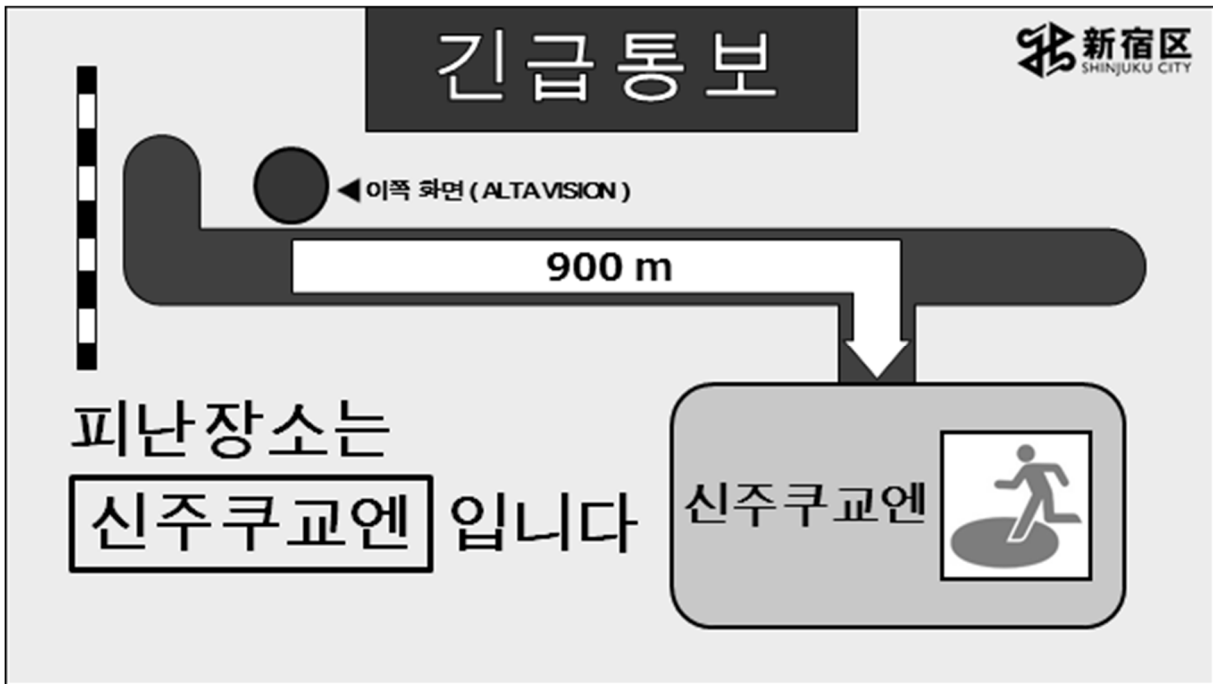 긴급통보
新宿区
SHINJUKU CITY
이쪽 화면 ( ALTA VISION )
900 m
피난장소는
신주쿠교엔 입니다
신주쿠교엔